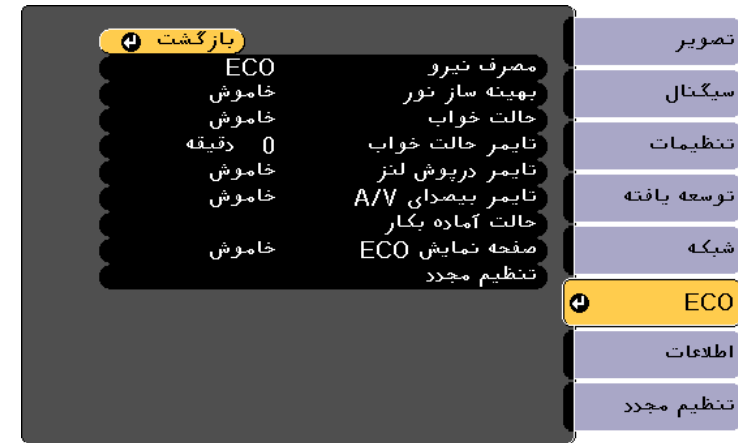 تصویر
سیگنال
تنظیمات
توسعه یافته
شبکه
ECO
اطلاعات
تنظیم مجدد
بازگشت
مصرف نیرو ECO
بهینه ساز نور خاموش
حالت خواب خاموش
تایمر حالت خواب 0 دقیقه
تایمر درپوش لنز خاموش
تایمر بیصدای A/V خاموش
حالت آماده بکار
صفحه نمایش ECO خاموش
تنظیم مجدد